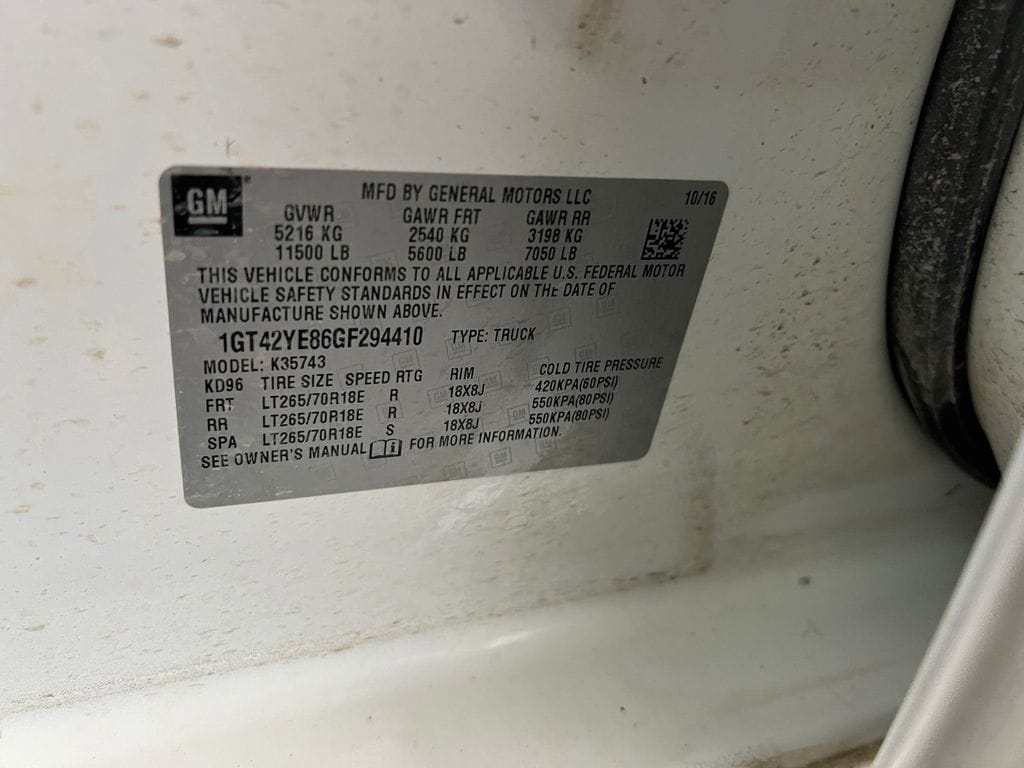 GM ®
MFD BY GENERAL MOTORS LLC 10/16
GVWR GAWR FRT GAWR RR
5216 KG 2540 KG 3198 KG
11500 LB 5600 LB 7050 LB
THIS VEHICLE CONFORMS TO ALL APPLICABLE U.S. FEDERAL MOTOR
VEHICLE SAFETY STANDARDS IN EFFECT ON THE DATE OF
MANUFACTURE SHOWN ABOVE.
1GT42YE86GF294410 TYPE: TRUCK
MODEL: K35743
KD96 TIRE SIZE SPEED RTG RIM COLD TIRE PRESSURE
FRT LT265/70R18E R 18X8J 420KPA(60PSI)
RR LT265/70R18E R 18X8J 550KPA(80PSI)
SPA LT265/70R18E S 18X8J 550KPA(80PSI)
SEE OWNER'S MANUAL FOR MORE INFORMATION.